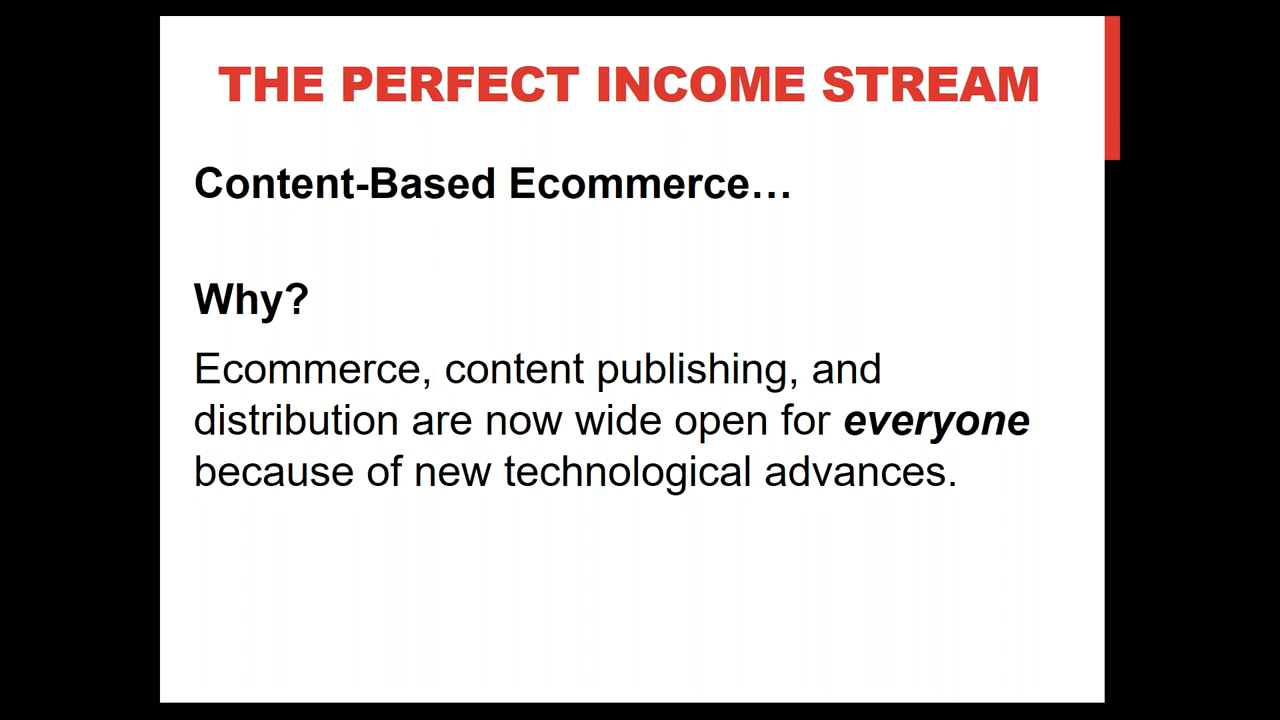 THE PERFECT INCOME STREAM
Content-Based Ecommerce…
Why?
Ecommerce, content publishing, and
distribution are now wide open for everyone
because of new technological advances.